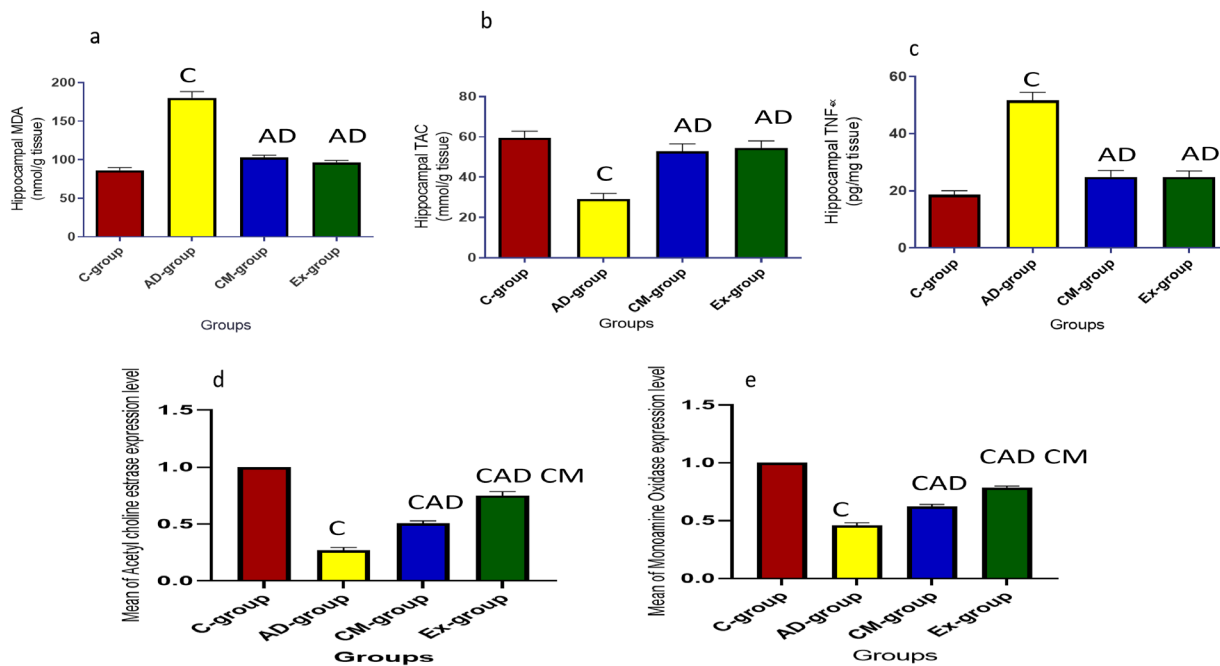 a
Hippocampal MDA
(nmol/g tissue)
200
150
100
50
0
C
AD
AD
C-group
AD-group
CM-group
Ex-group
Groups
b
Hippocampal TAC
(mmol/g tissue)
80
60
40
20
0
C
AD
AD
C-group
AD-group
CM-group
Ex-group
Groups
c
Hippocampal TNF∝
(pg/mg tissue)
60
40
20
0
C
AD
AD
C-group
AD-group
CM-group
Ex-group
Groups
d
Mean of Acetyl choline estrase expression level
1.5
1.0
0.5
0.0
C
CAD
CAD CM
C-group
AD-group
CM-group
Ex-group
Groups
e
Mean of Monoamine Oxidase expression level
1.5
1.0
0.5
0.0
C
CAD
CAD CM
C-group
AD-group
CM-group
Ex-group
Groups